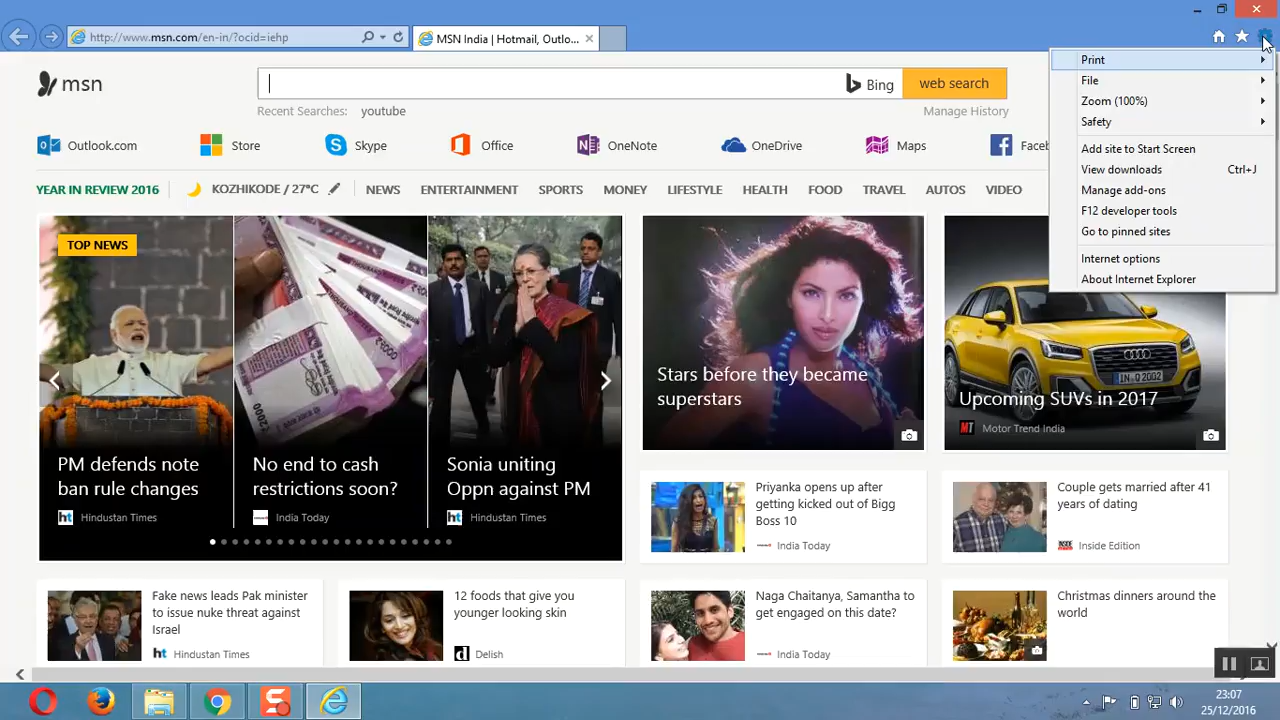 http://www.msn.com/en-in/?ocid=iehp
MSN India | Hotmail, Outlo...
Print
File
Zoom (100%)
Safety
Add site to Start Screen
View downloads Ctrl+J
Manage add-ons
F12 developer tools
Go to pinned sites
Internet options
About Internet Explorer
msn
Bing
web search
Recent Searches: youtube
Manage History
Outlook.com
Store
Skype
Office
OneNote
OneDrive
Maps
Faceb
YEAR IN REVIEW 2016
KOZHIKODE / 27°C
NEWS
ENTERTAINMENT
SPORTS
MONEY
LIFESTYLE
HEALTH
FOOD
TRAVEL
AUTOS
VIDEO
TOP NEWS
PM defends note
ban rule changes
ht Hindustan Times
No end to cash
restrictions soon?
India Today
Sonia uniting
Oppn against PM
ht Hindustan Times
Stars before they became
superstars
Upcoming SUVs in 2017
MT Motor Trend India
IN·Q 2002
Priyanka opens up after
getting kicked out of Bigg
Boss 10
India Today
Couple gets married after 41
years of dating
INSIDE EDITION Inside Edition
Fake news leads Pak minister
to issue nuke threat against
Israel
ht Hindustan Times
12 foods that give you
younger looking skin
d Delish
Naga Chaitanya, Samantha to
get engaged on this date?
India Today
Christmas dinners around the
world
23:07
25/12/2016